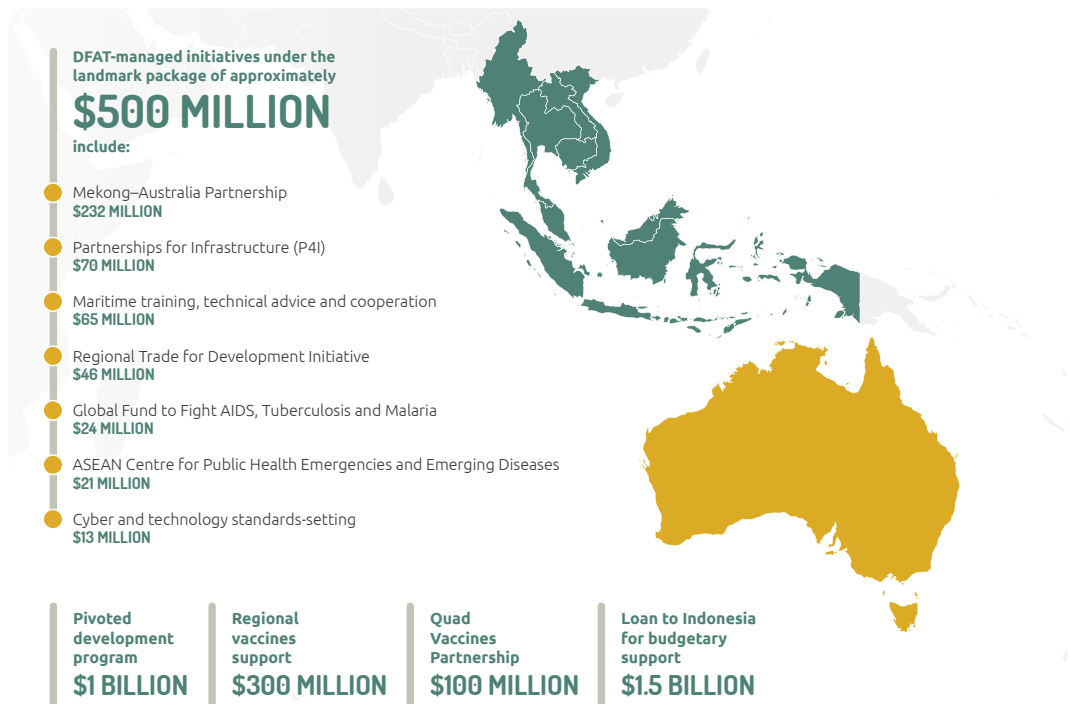 DFAT-managed initiatives under the
landmark package of approximately
$500 MILLION
include:
Mekong–Australia Partnership
$232 MILLION
Partnerships for Infrastructure (P4I)
$70 MILLION
Maritime training, technical advice and cooperation
$65 MILLION
Regional Trade for Development Initiative
$46 MILLION
Global Fund to Fight AIDS, Tuberculosis and Malaria
$24 MILLION
ASEAN Centre for Public Health Emergencies and Emerging Diseases
$21 MILLION
Cyber and technology standards-setting
$13 MILLION
Pivoted
development
program
$1 BILLION
Regional
vaccines
support
$300 MILLION
Quad
Vaccines
Partnership
$100 MILLION
Loan to Indonesia
for budgetary
support
$1.5 BILLION